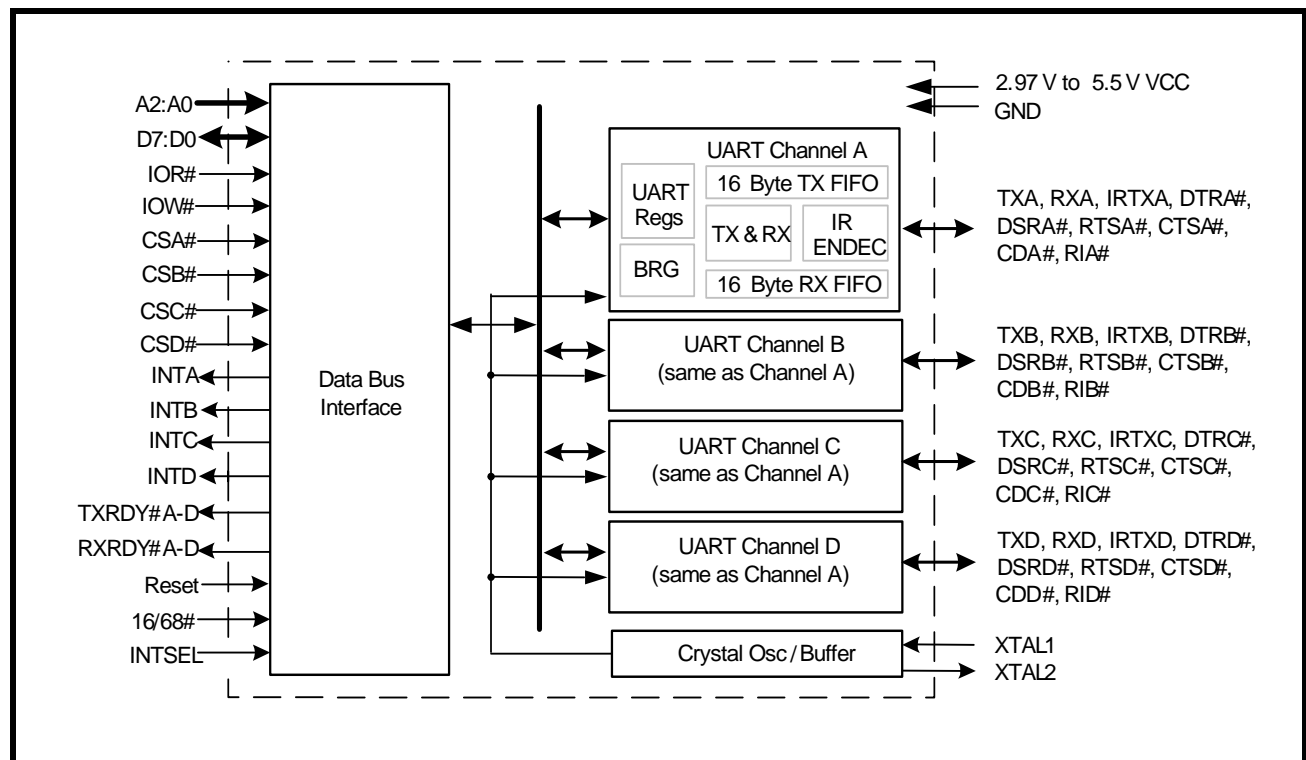 A2:A0
D7:D0
IOR#
IOW#
CSA#
CSB#
CSC#
CSD#
INTA
INTB
INTC
INTD
TXRDY# A-D
RXRDY# A-D
Reset
16/68#
INTSEL
Data Bus
Interface
UART Channel A
UART
Regs
BRG
16 Byte TX FIFO
TX & RX
IR
ENDEC
16 Byte RX FIFO
UART Channel B
(same as Channel A)
UART Channel C
(same as Channel A)
UART Channel D
(same as Channel A)
Crystal Osc / Buffer
2.97 V to 5.5 V VCC
GND
TXA, RXA, IRTXA, DTRA#,
DSRA#, RTSA#, CTSA#,
CDA#, RIA#
TXB, RXB, IRTXB, DTRB#,
DSRB#, RTSB#, CTSB#,
CDB#, RIB#
TXC, RXC, IRTXC, DTRC#,
DSRC#, RTSC#, CTSC#,
CDC#, RIC#
TXD, RXD, IRTXD, DTRD#,
DSRD#, RTSD#, CTSD#,
CDD#, RID#
XTAL1
XTAL2